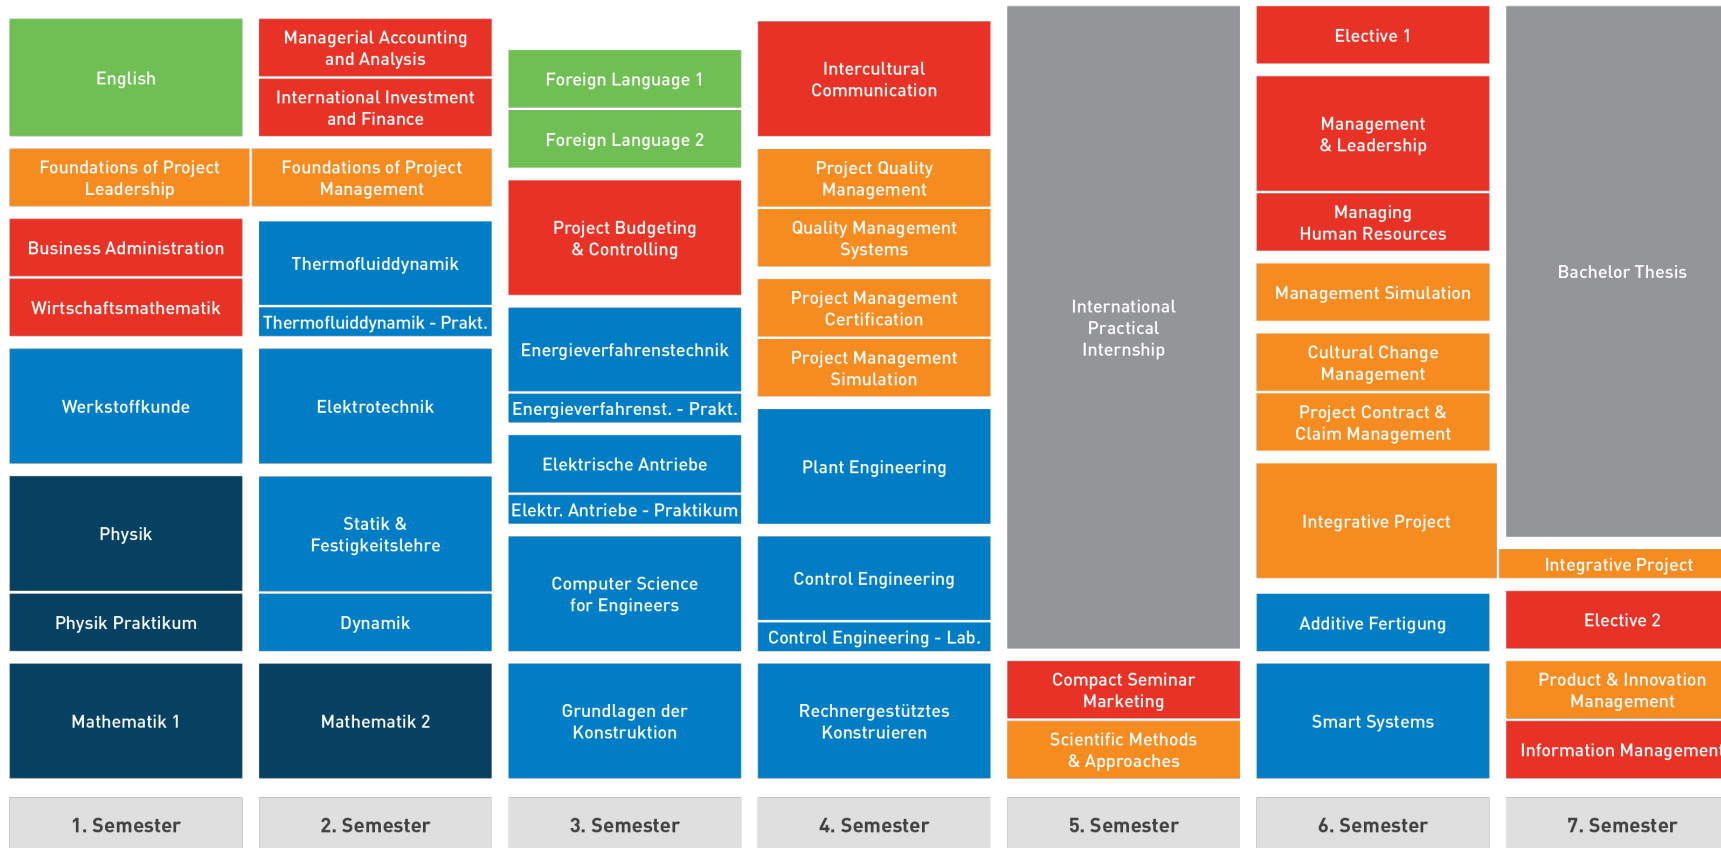 English
Foundations of Project
Leadership
Business Administration
Wirtschaftsmathematik
Werkstoffkunde
Physik
Physik Praktikum
Mathematik 1
1. Semester
Managerial Accounting
and Analysis
International Investment
and Finance
Foundations of Project
Management
Thermofluiddynamik
Thermofluiddynamik - Prakt.
Elektrotechnik
Statik &
Festigkeitslehre
Dynamik
Mathematik 2
2. Semester
Foreign Language 1
Foreign Language 2
Project Budgeting
& Controlling
Energieverfahrenstechnik
Energieverfahrenst. - Prakt.
Elektrische Antriebe
Elektr. Antriebe - Praktikum
Computer Science
for Engineers
Grundlagen der
Konstruktion
3. Semester
Intercultural
Communication
Project Quality
Management
Quality Management
Systems
Project Management
Certification
Project Management
Simulation
Plant Engineering
Control Engineering
Control Engineering - Lab.
Rechnergestütztes
Konstruieren
4. Semester
International
Practical
Internship
Compact Seminar
Marketing
Scientific Methods
& Approaches
5. Semester
Elective 1
Management
& Leadership
Managing
Human Resources
Management Simulation
Cultural Change
Management
Project Contract &
Claim Management
Integrative Project
Additive Fertigung
Smart Systems
6. Semester
Bachelor Thesis
Integrative Project
Elective 2
Product & Innovation
Management
Information Management
7. Semester